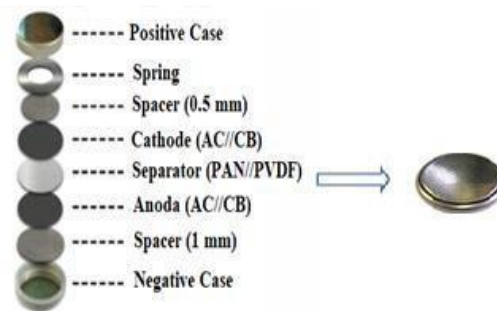 Positive Case
Spring
Spacer (0.5 mm)
Cathode (AC//CB)
Separator (PAN//PVDF)
Anoda (AC//CB)
Spacer (1 mm)
Negative Case